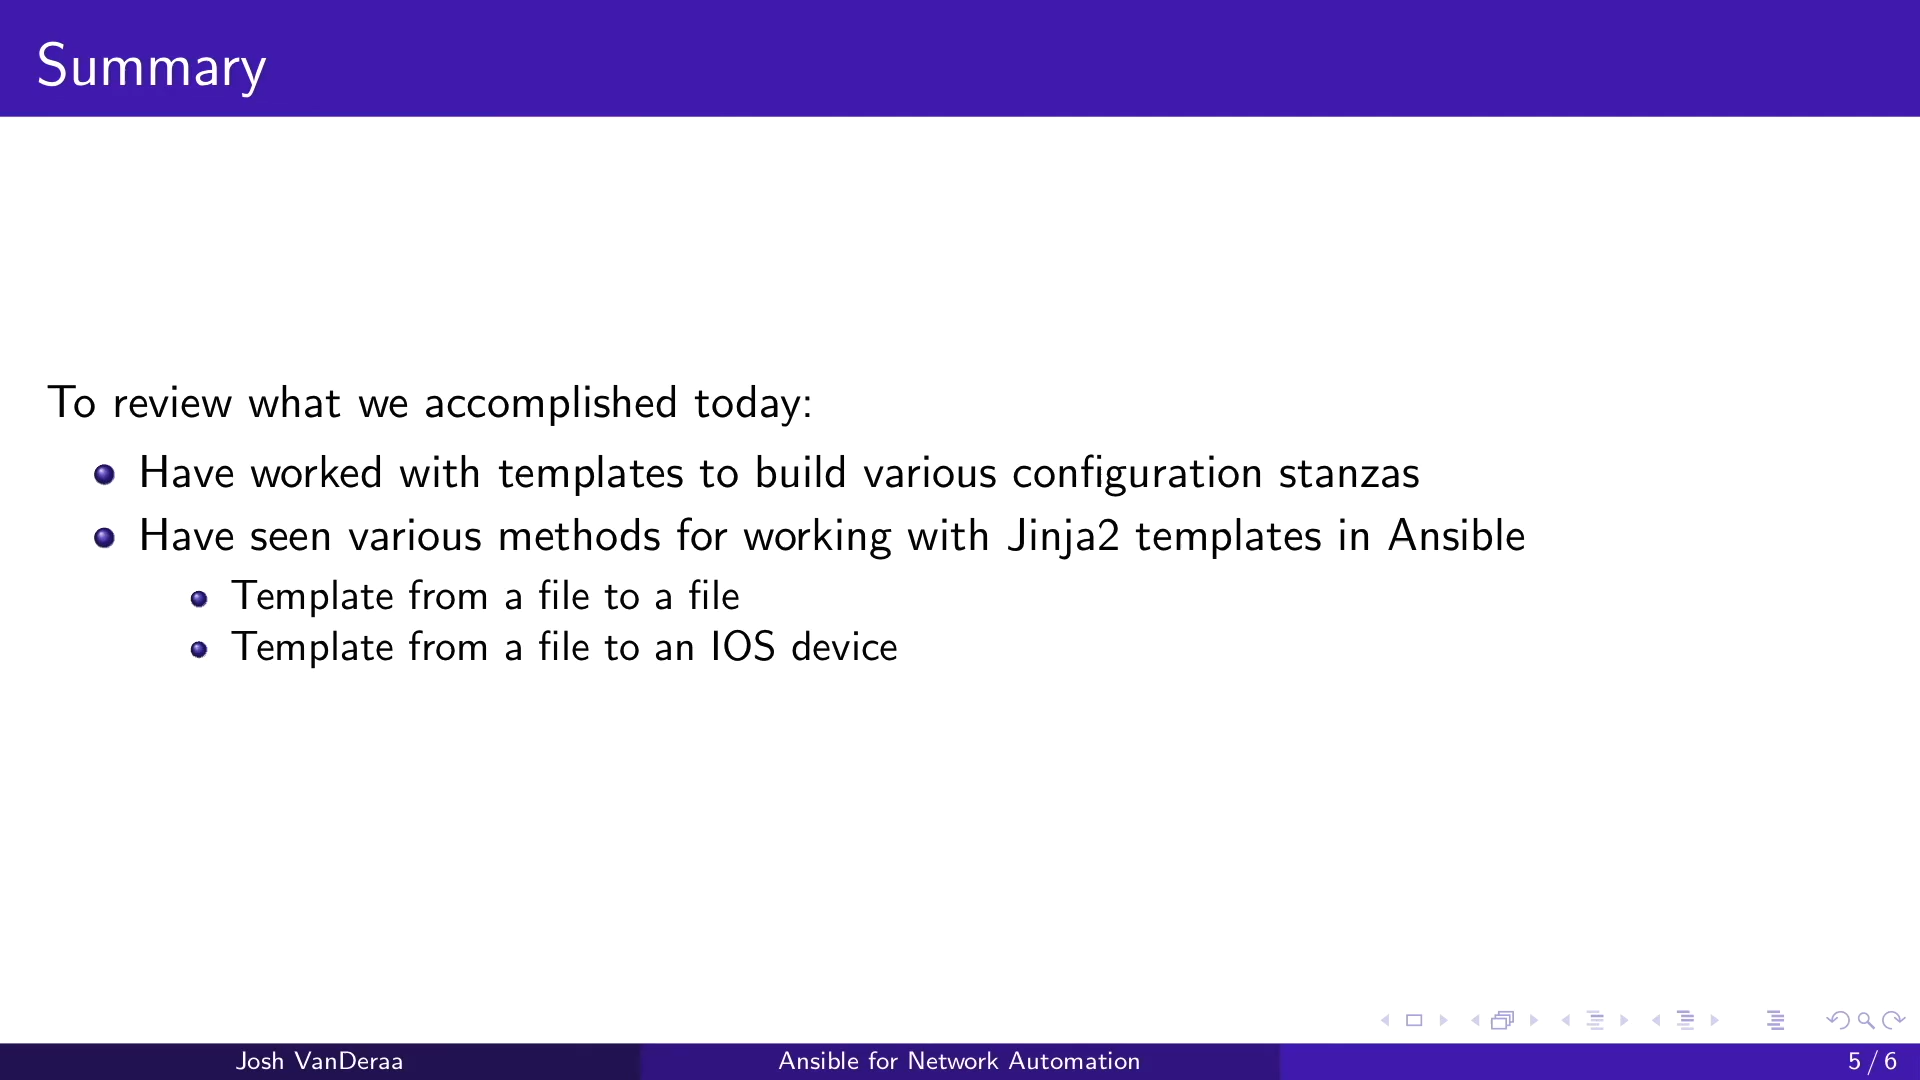 Summary
To review what we accomplished today:
Have worked with templates to build various configuration stanzas
Have seen various methods for working with Jinja2 templates in Ansible
Template from a file to a file
Template from a file to an IOS device
Josh VanDeraa
Ansible for Network Automation
5 / 6